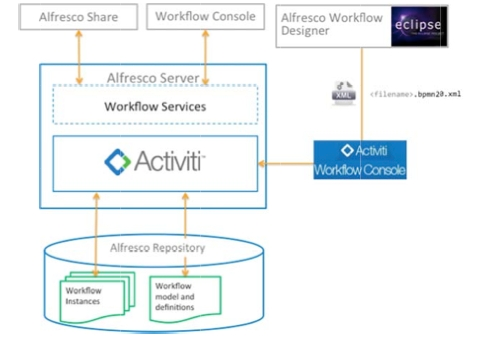 Alfresco Share
Workflow Console
Alfresco Workflow
Designer
eclipse
Alfresco Server
Workflow Services
XML
<filename>.bpmn20.xml
Activiti
Activiti
Workflow Console
Alfresco Repository
Workflow
Instances
Workflow
model and
definitions